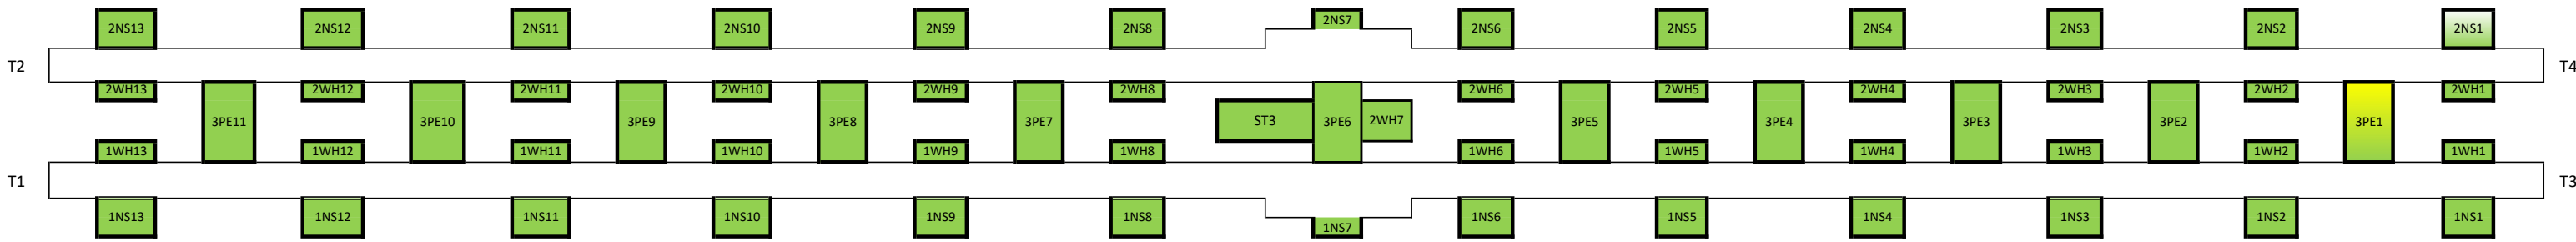 2NS13 2NS12 2NS11 2NS10 2NS9 2NS8 2NS7 2NS6 2NS5 2NS4 2NS3 2NS2 2NS1
T2 T4
2WH13 2WH12 2WH11 2WH10 2WH9 2WH8 2WH6 2WH5 2WH4 2WH3 2WH2 2WH1
3PE11 3PE10 3PE9 3PE8 3PE7 ST3 3PE6 2WH7 3PE5 3PE4 3PE3 3PE2 3PE1
1WH13 1WH12 1WH11 1WH10 1WH9 1WH8 1WH6 1WH5 1WH4 1WH3 1WH2 1WH1
T1 T3
1NS13 1NS12 1NS11 1NS10 1NS9 1NS8 1NS7 1NS6 1NS5 1NS4 1NS3 1NS2 1NS1